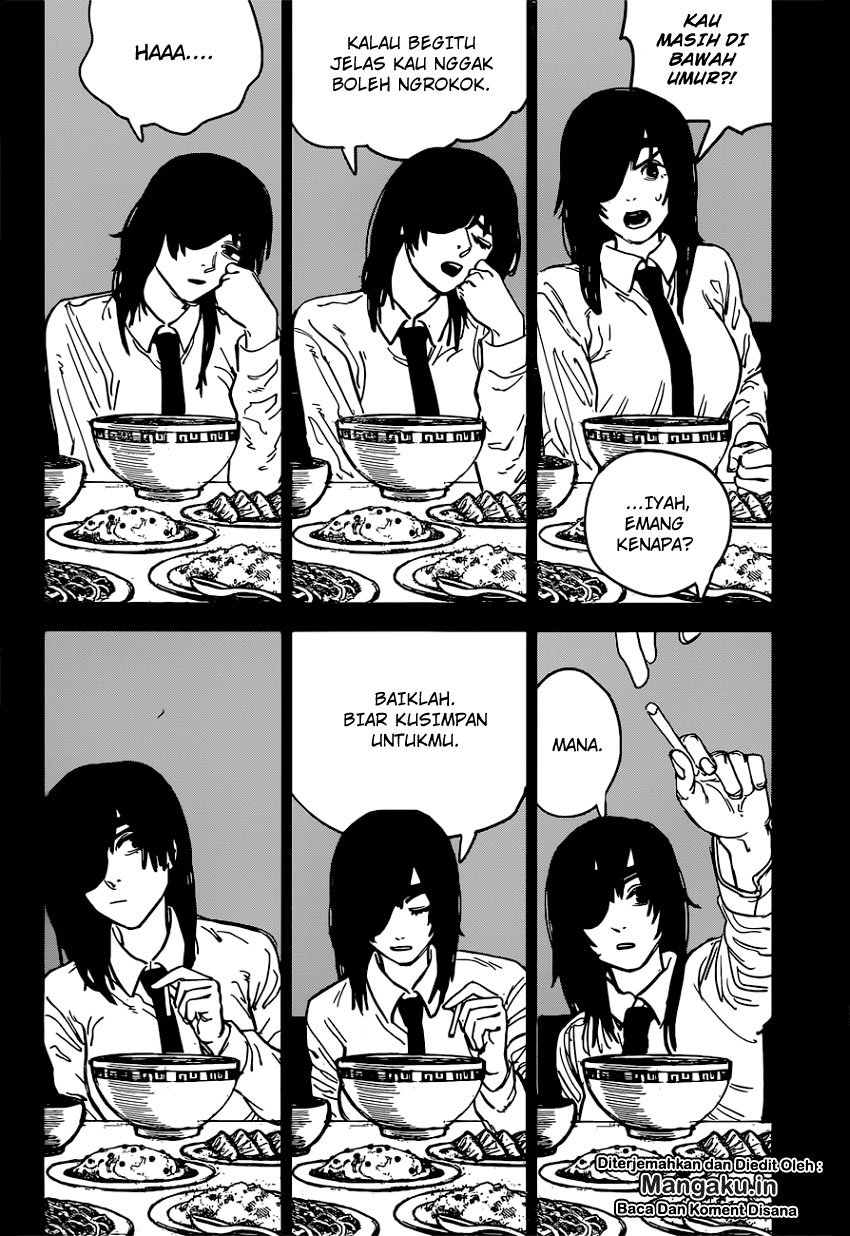 KAU
MASIH DI
BAWAH
UMUR?!
...IYAH,
EMANG
KENAPA?
KALAU BEGITU
JELAS KAU NGGAK
BOLEH NGROKOK.
HAAA....
MANA.
BAIKLAH.
BIAR KUSIMPAN
UNTUKMU.
Diterjemahkan dan Diedit Oleh :
Mangaku.in
Baca Dan Koment Disana